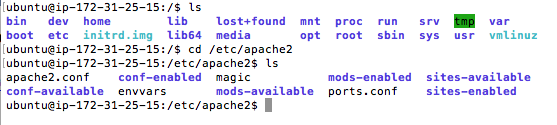 ubuntu@ip-172-31-25-15:/$ ls
bin dev home lib lost+found mnt proc run srv tmp var
boot etc initrd.img lib64 media opt root sbin sys usr vmlinuz
ubuntu@ip-172-31-25-15:/$ cd /etc/apache2
ubuntu@ip-172-31-25-15:/etc/apache2$ ls
apache2.conf conf-enabled magic mods-enabled sites-available
conf-available envvars mods-available ports.conf sites-enabled
ubuntu@ip-172-31-25-15:/etc/apache2$